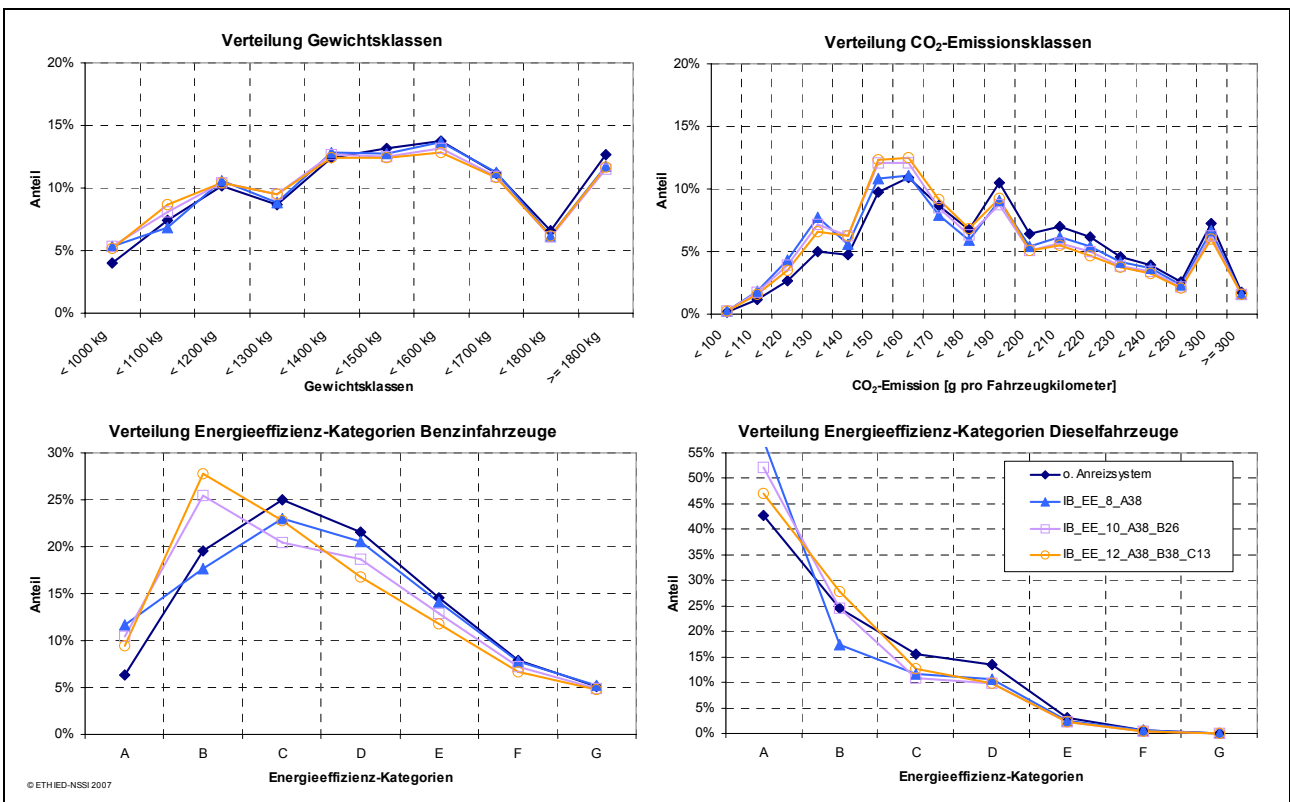 Verteilung Gewichtsklassen
20%
15%
10%
5%
0%
Anteil
< 1000 kg
< 1100 kg
< 1200 kg
< 1300 kg
< 1400 kg
< 1500 kg
< 1600 kg
< 1700 kg
< 1800 kg
>= 1800 kg
Gewichtsklassen
Verteilung CO₂-Emissionsklassen
20%
15%
10%
5%
0%
Anteil
< 100
< 110
< 120
< 130
< 140
< 150
< 160
< 170
< 180
< 190
< 200
< 210
< 220
< 230
< 240
< 250
< 300
>= 300
CO₂-Emission [g pro Fahrzeugkilometer]
Verteilung Energieeffizienz-Kategorien Benzinfahrzeuge
30%
25%
20%
15%
10%
5%
0%
Anteil
A
B
C
D
E
F
G
Energieeffizienz-Kategorien
Verteilung Energieeffizienz-Kategorien Dieselfahrzeuge
55%
50%
45%
40%
35%
30%
25%
20%
15%
10%
5%
0%
Anteil
o. Anreizsystem
IB_EE_8_A38
IB_EE_10_A38_B26
IB_EE_12_A38_B38_C13
A
B
C
D
E
F
G
Energieeffizienz-Kategorien
© ETH IED-NSSI 2007